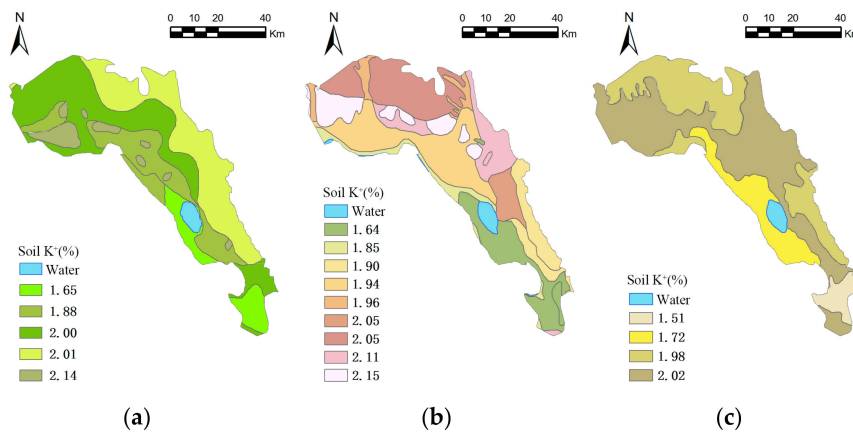 N
0 10 20 40
Km
Soil K⁺(%)
Water
1.65
1.88
2.00
2.01
2.14
(a)
N
0 10 20 40
Km
Soil K⁺(%)
Water
1.64
1.85
1.90
1.94
1.96
2.05
2.05
2.11
2.15
(b)
N
0 10 20 40
Km
Soil K⁺(%)
Water
1.51
1.72
1.98
2.02
(c)